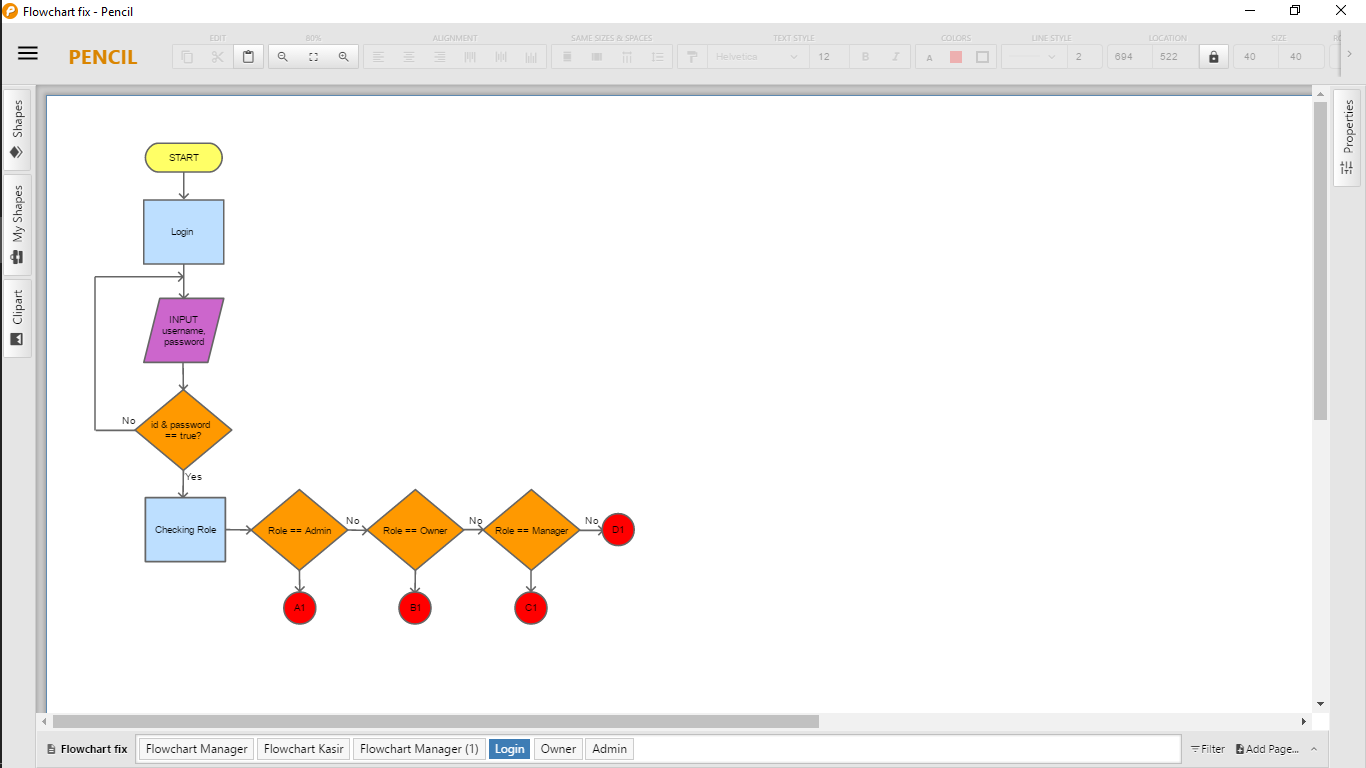 Flowchart fix - Pencil
PENCIL
EDIT
80%
ALIGNMENT
SAME SIZES & SPACES
TEXT STYLE
COLORS
LINE STYLE
LOCATION
SIZE
Helvetica
12
B
I
A
2
694
522
40
40
Shapes
My Shapes
Clipart
Properties
START
Login
INPUT
username,
password
No
id & password
== true?
Yes
Checking Role
Role == Admin
No
Role == Owner
No
Role == Manager
No
D1
A1
B1
C1
Flowchart fix
Flowchart Manager
Flowchart Kasir
Flowchart Manager (1)
Login
Owner
Admin
Filter
Add Page...